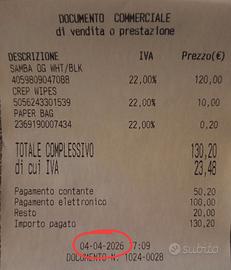 DOCUMENTO COMMERCIALE
di vendita o prestazione
DESCRIZIONE IVA Prezzo(€)
SAMBA OG WHT/BLK
4059809047088 22,00% 120,00
CREP WIPES
5056243301539 22,00% 10,00
PAPER BAG
2369190007434 22,00% 0,20
TOTALE COMPLESSIVO 130,20
di cui IVA 23,48
Pagamento contante 50,20
Pagamento elettronico 100,00
Resto 20,00
Importo pagato 130,20
04-04-2026 17:09
DOCUMENTO N. 1024-0028
subito